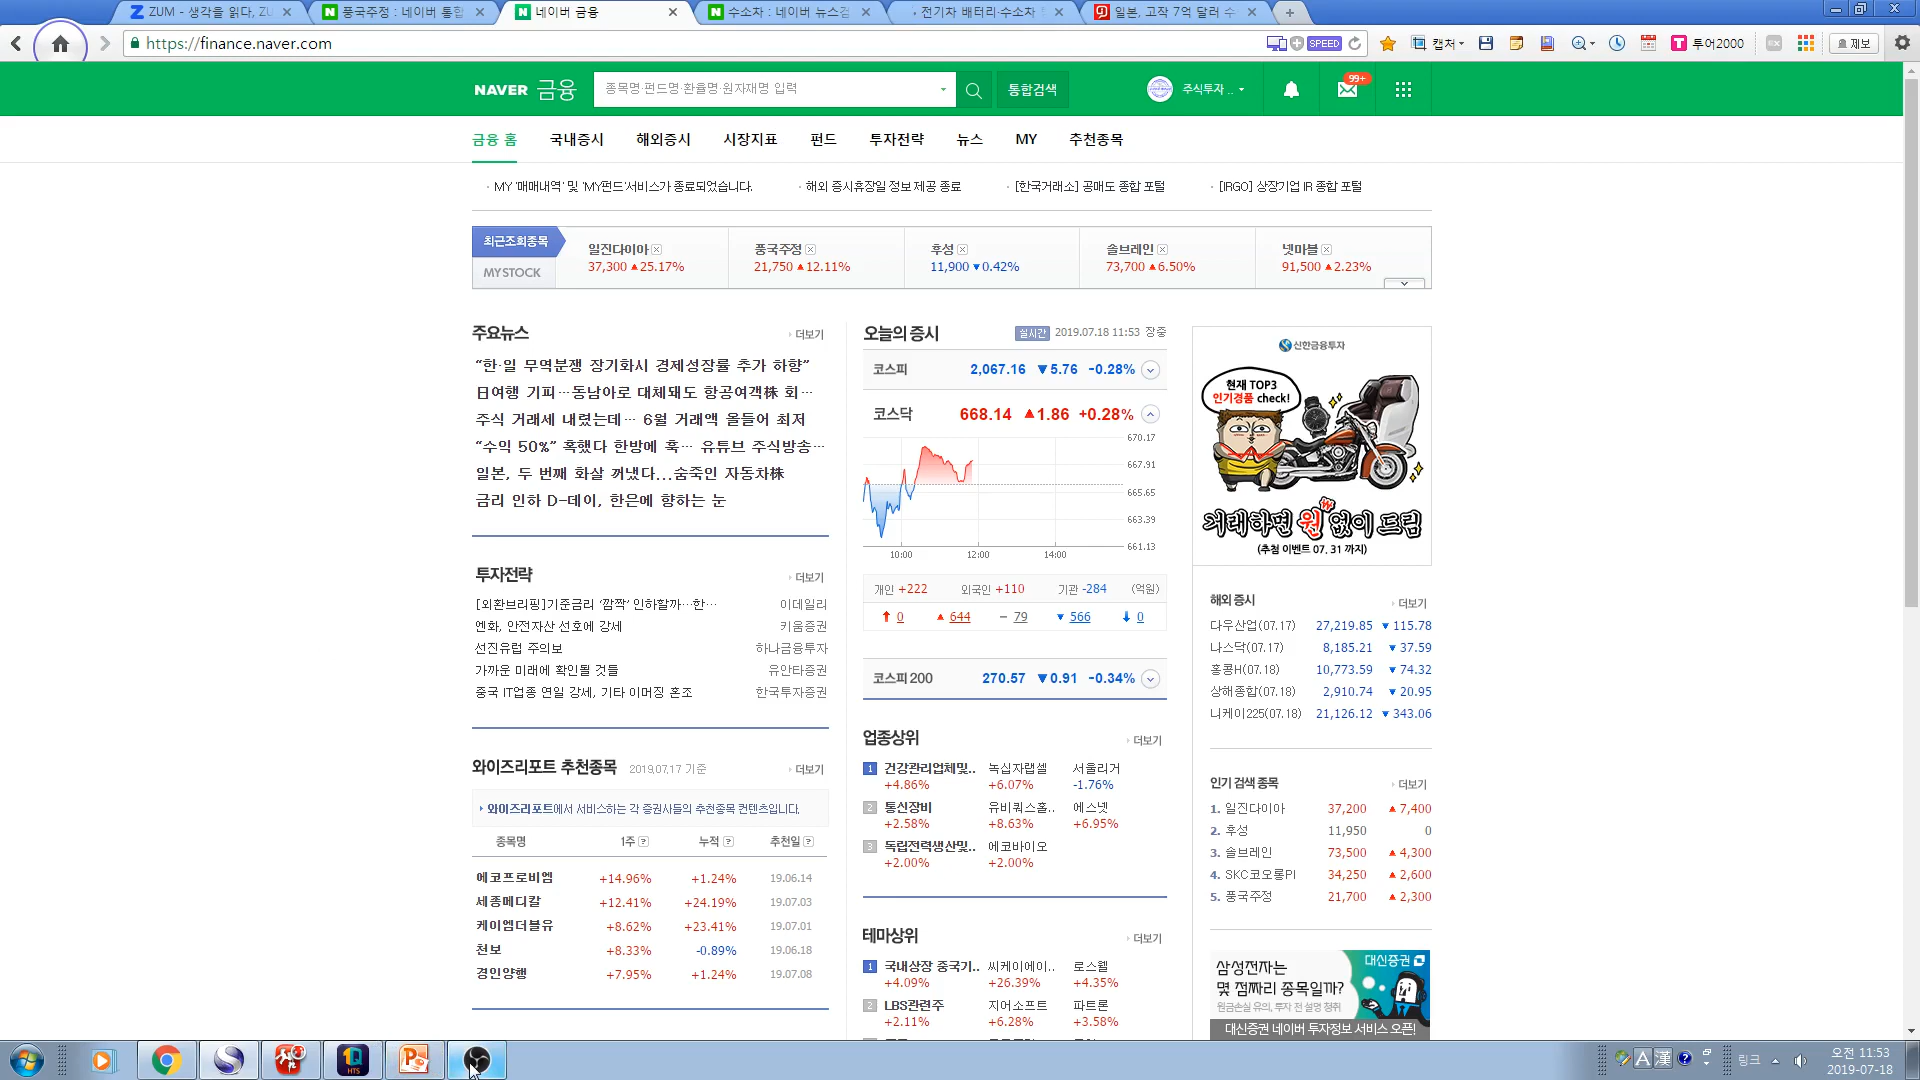 ZUM - 생각을 읽다, ZU
풍국주정 : 네이버 통합
네이버 금융
수소차 : 네이버 뉴스검
전기차 배터리·수소차
일본, 고작 7억 달러 수
https://finance.naver.com
SPEED
캡처
투어2000
제보
NAVER 금융
종목명·펀드명·환율명·원자재명 입력
통합검색
주식투자 ..
99+
금융 홈
국내증시
해외증시
시장지표
펀드
투자전략
뉴스
MY
추천종목
MY '매매내역' 및 'MY펀드'서비스가 종료되었습니다.
해외 증시휴장일 정보 제공 종료
[한국거래소] 공매도 종합 포털
[IRGO] 상장기업 IR 종합 포털
최근조회종목
MY STOCK
일진다이아
37,300 ▲25.17%
풍국주정
21,750 ▲12.11%
후성
11,900 ▼0.42%
솔브레인
73,700 ▲6.50%
넷마블
91,500 ▲2.23%
주요뉴스
더보기
“한·일 무역분쟁 장기화시 경제성장률 추가 하향”
日여행 기피…동남아로 대체돼도 항공여객株 회…
주식 거래세 내렸는데… 6월 거래액 올들어 최저
“수익 50%” 혹했다 한방에 훅… 유튜브 주식방송…
일본, 두 번째 화살 꺼냈다...숨죽인 자동차株
금리 인하 D-데이, 한은에 향하는 눈
투자전략
더보기
[외환브리핑]기준금리 '깜짝' 인하할까…한… 이데일리
엔화, 안전자산 선호에 강세 키움증권
선진유럽 주의보 하나금융투자
가까운 미래에 확인될 것들 유안타증권
중국 IT업종 연일 강세, 기타 이머징 혼조 한국투자증권
와이즈리포트 추천종목 2019.07.17 기준
더보기
와이즈리포트에서 서비스하는 각 증권사들의 추천종목 컨텐츠입니다.
종목명 1주 ? 누적 ? 추천일 ?
에코프로비엠 +14.96% +1.24% 19.06.14
세종메디칼 +12.41% +24.19% 19.07.03
케이엠더블유 +8.62% +23.41% 19.07.01
천보 +8.33% -0.89% 19.06.18
경인양행 +7.95% +1.24% 19.07.08
오늘의 증시
실시간 2019.07.18 11:53 장중
코스피 2,067.16 ▼5.76 -0.28%
코스닥 668.14 ▲1.86 +0.28%
670.17
667.91
665.65
663.39
661.13
10:00 12:00 14:00
개인 +222 외국인 +110 기관 -284 (억원)
↑ 0 ▲ 644 − 79 ▼ 566 ↓ 0
코스피200 270.57 ▼0.91 -0.34%
업종상위
더보기
1 건강관리업체및.. 녹십자랩셀 서울리거
+4.86% +6.07% -1.76%
2 통신장비 유비쿼스홀.. 에스넷
+2.58% +8.63% +6.95%
3 독립전력생산및.. 에코바이오
+2.00% +2.00%
테마상위
더보기
1 국내상장 중국기.. 씨케이에이.. 로스웰
+4.09% +26.39% +4.35%
2 LBS관련주 지어소프트 파트론
+2.11% +6.28% +3.58%
신한금융투자
현재 TOP3
인기경품 check!
거래하면 원 없이 드림
(추첨 이벤트 07. 31 까지)
해외 증시
더보기
다우산업(07.17) 27,219.85 ▼ 115.78
나스닥(07.17) 8,185.21 ▼ 37.59
홍콩H(07.18) 10,773.59 ▼ 74.32
상해종합(07.18) 2,910.74 ▼ 20.95
니케이225(07.18) 21,126.12 ▼ 343.06
인기 검색 종목
더보기
1. 일진다이아 37,200 ▲ 7,400
2. 후성 11,950 0
3. 솔브레인 73,500 ▲ 4,300
4. SKC코오롱PI 34,250 ▲ 2,600
5. 풍국주정 21,700 ▲ 2,300
대신증권
삼성전자는
몇 점짜리 종목일까?
원금손실 유의, 투자 전 설명 청취
대신증권 네이버 투자정보 서비스 오픈!
HTS
A 漢
링크
오전 11:53
2019-07-18